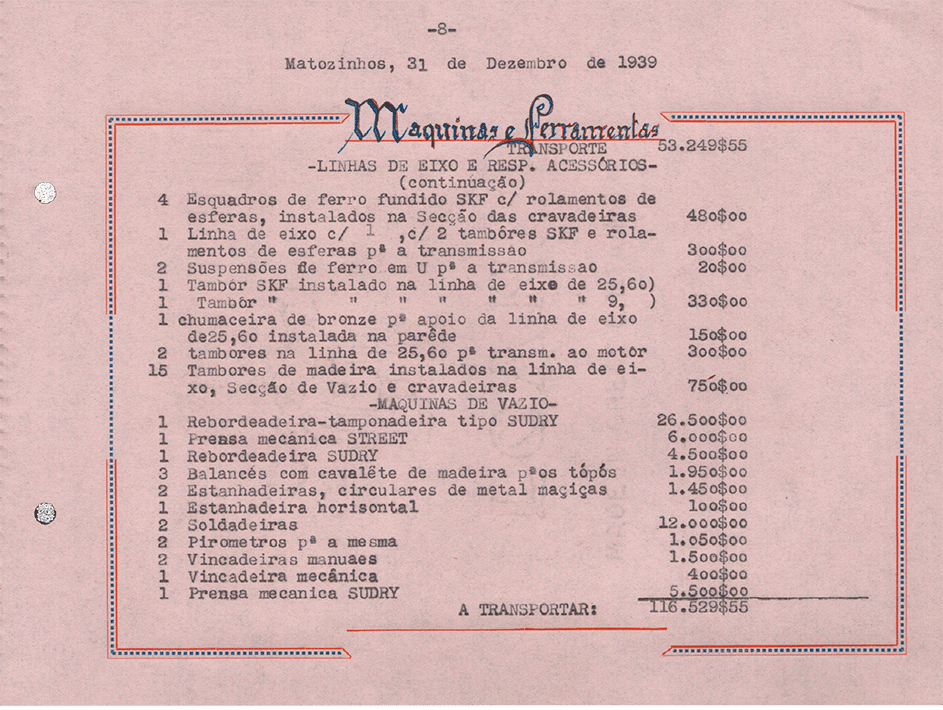 -8-
Matozinhos, 31 de Dezembro de 1939
Maquinas e Ferramentas
TRANSPORTE 53.249$55
-LINHAS DE EIXO E RESP. ACESSÓRIOS-
(continuação)
4 Esquadros de ferro fundido SKF c/ rolamentos de
esferas, instalados na Secção das cravadeiras 480$00
1 Linha de eixo c/ 1 ,c/ 2 tambôres SKF e rola-
mentos de esferas pª a transmissão 300$00
2 Suspensões de ferro em U pª a transmissao 20$00
1 Tambôr SKF instalado na linha de eixo de 25,60)
1 Tambôr " " " " " " " 9, ) 330$00
1 chumaceira de bronze pª apoio da linha de eixo
de25,60 instalada na parêde 150$00
2 tambores na linha de 25,60 pª transm. ao motôr 300$00
15 Tambores de madeira instalados na linha de ei-
xo, Secção de Vazio e cravadeiras 750$00
-MAQUINAS DE VAZIO-
1 Rebordeadeira-tamponadeira tipo SUDRY 26.500$00
1 Prensa mecânica STREET 6.000$00
1 Rebordeadeira SUDRY 4.500$00
3 Balancés com cavalête de madeira pªos tópós 1.950$00
2 Estanhadeiras, circulares de metal maçiças 1.450$00
1 Estanhadeira horisontal 100$00
2 Soldadeiras 12.000$00
2 Pirometros pª a mesma 1.050$00
2 Vincadeiras manuaes 1.500$00
1 Vincadeira mecânica 400$00
1 Prensa mecanica SUDRY 5.500$00
A TRANSPORTAR: 116.529$55